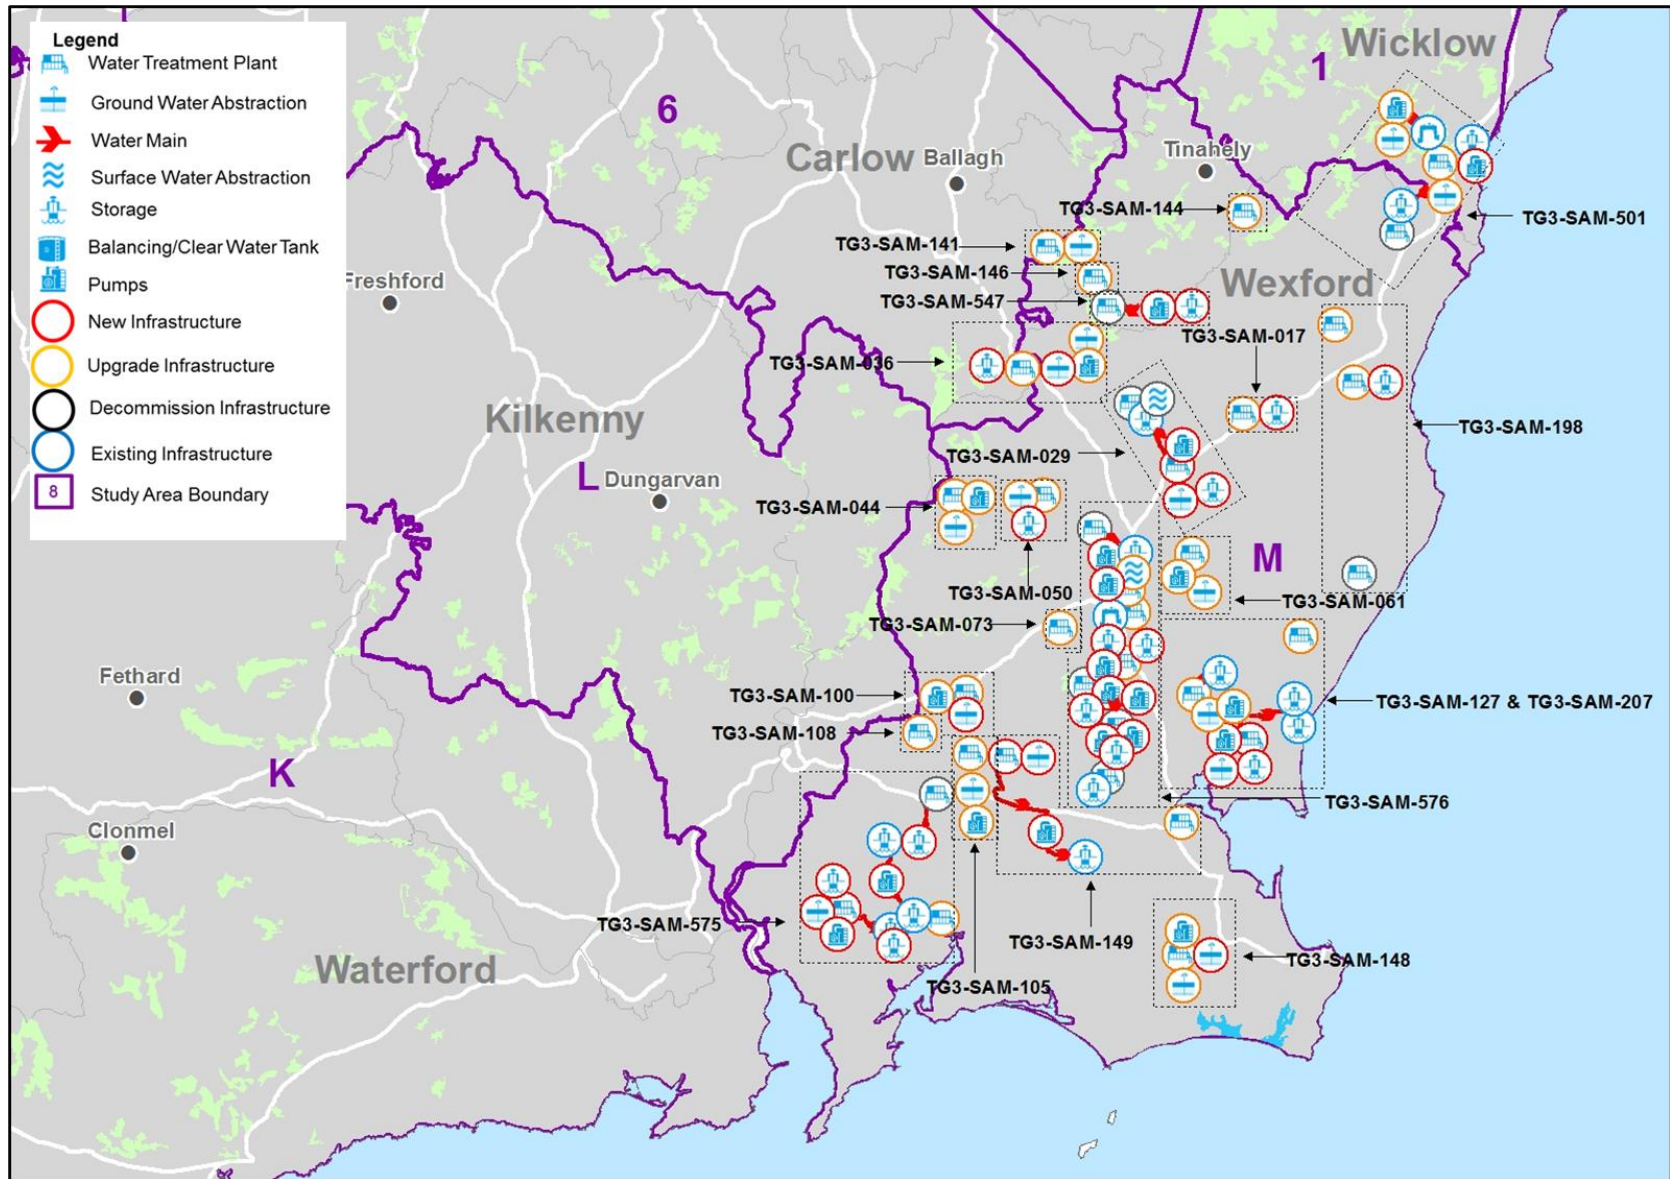 Legend
Water Treatment Plant
Ground Water Abstraction
Water Main
Surface Water Abstraction
Storage
Balancing/Clear Water Tank
Pumps
New Infrastructure
Upgrade Infrastructure
Decommission Infrastructure
Existing Infrastructure
8 Study Area Boundary
Wicklow
1
6
Carlow
Ballagh
Tinahely
TG3-SAM-144
TG3-SAM-501
TG3-SAM-141
TG3-SAM-146
Wexford
Freshford
TG3-SAM-547
TG3-SAM-017
TG3-SAM-036
Kilkenny
TG3-SAM-198
TG3-SAM-029
L
Dungarvan
TG3-SAM-044
M
TG3-SAM-050
TG3-SAM-061
TG3-SAM-073
Fethard
TG3-SAM-100
TG3-SAM-127 & TG3-SAM-207
TG3-SAM-108
K
TG3-SAM-576
Clonmel
TG3-SAM-575
TG3-SAM-149
Waterford
TG3-SAM-148
TG3-SAM-105